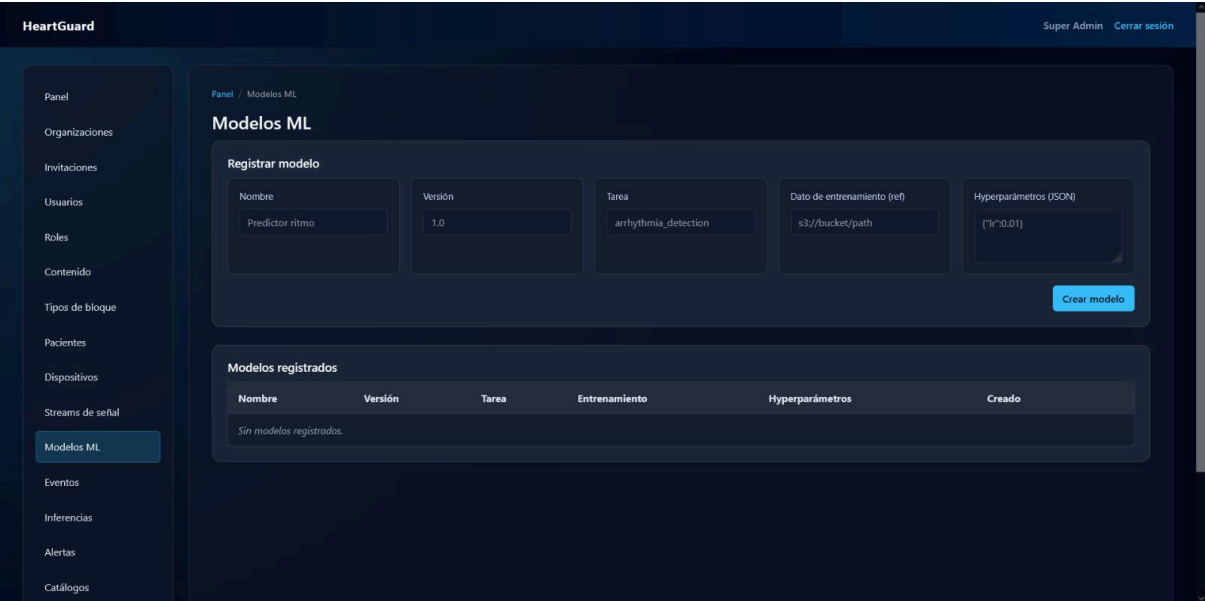 HeartGuard
Super Admin Cerrar sesión
Panel
Organizaciones
Invitaciones
Usuarios
Roles
Contenido
Tipos de bloque
Pacientes
Dispositivos
Streams de señal
Modelos ML
Eventos
Inferencias
Alertas
Catálogos
Panel / Modelos ML
Modelos ML
Registrar modelo
Nombre
Predictor ritmo
Versión
1.0
Tarea
arrhythmia_detection
Dato de entrenamiento (ref)
s3://bucket/path
Hyperparámetros (JSON)
{"lr":0.01}
Crear modelo
Modelos registrados
Nombre Versión Tarea Entrenamiento Hyperparámetros Creado
Sin modelos registrados.